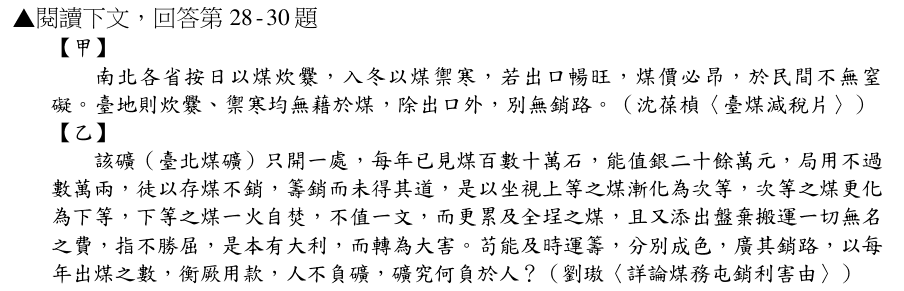 ▲閱讀下文，回答第 28-30 題
【甲】
南北各省按日以煤炊爨，入冬以煤禦寒，若出口暢旺，煤價必昂，於民間不無窒
礙。臺地則炊爨、禦寒均無藉於煤，除出口外，別無銷路。（沈葆楨〈臺煤減稅片〉）
【乙】
該礦（臺北煤礦）只開一處，每年已見煤百數十萬石，能值銀二十餘萬元，局用不過
數萬兩，徒以存煤不銷，籌銷而未得其道，是以坐視上等之煤漸化為次等，次等之煤更化
為下等，下等之煤一火自焚，不值一文，而更累及全埕之煤，且又添出盤棄搬運一切無名
之費，指不勝屈，是本有大利，而轉為大害。苟能及時運籌，分別成色，廣其銷路，以每
年出煤之數，衡厥用款，人不負礦，礦究何負於人？（劉璈〈詳論煤務屯銷利害由〉）